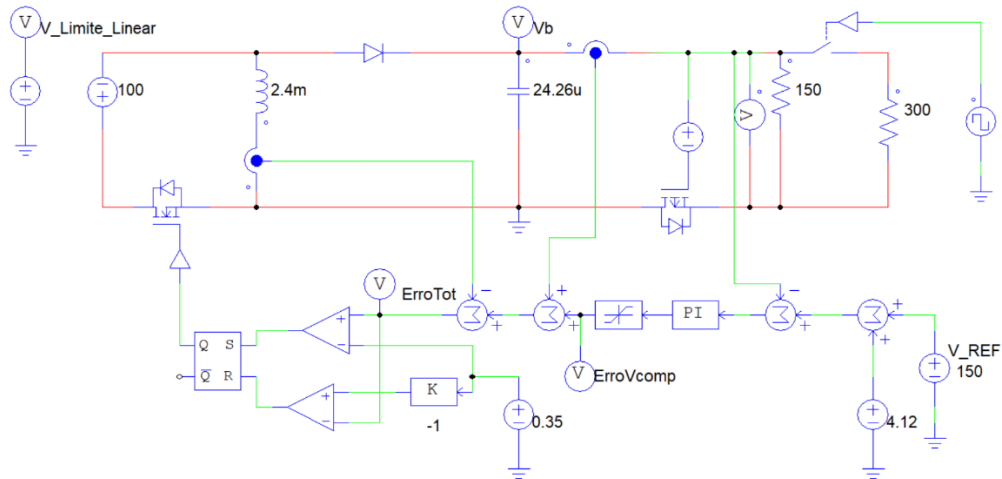 V
V_Limite_Linear
V
Vb
100
2.4m
24.26u
V
150
300
ErroTot
V
−
+
Σ
+
+
Σ
PI
−
+
Σ
+
+
Σ
V_REF
150
ErroVcomp
V
Q S
Q̅ R
+
−
+
−
K
-1
0.35
4.12